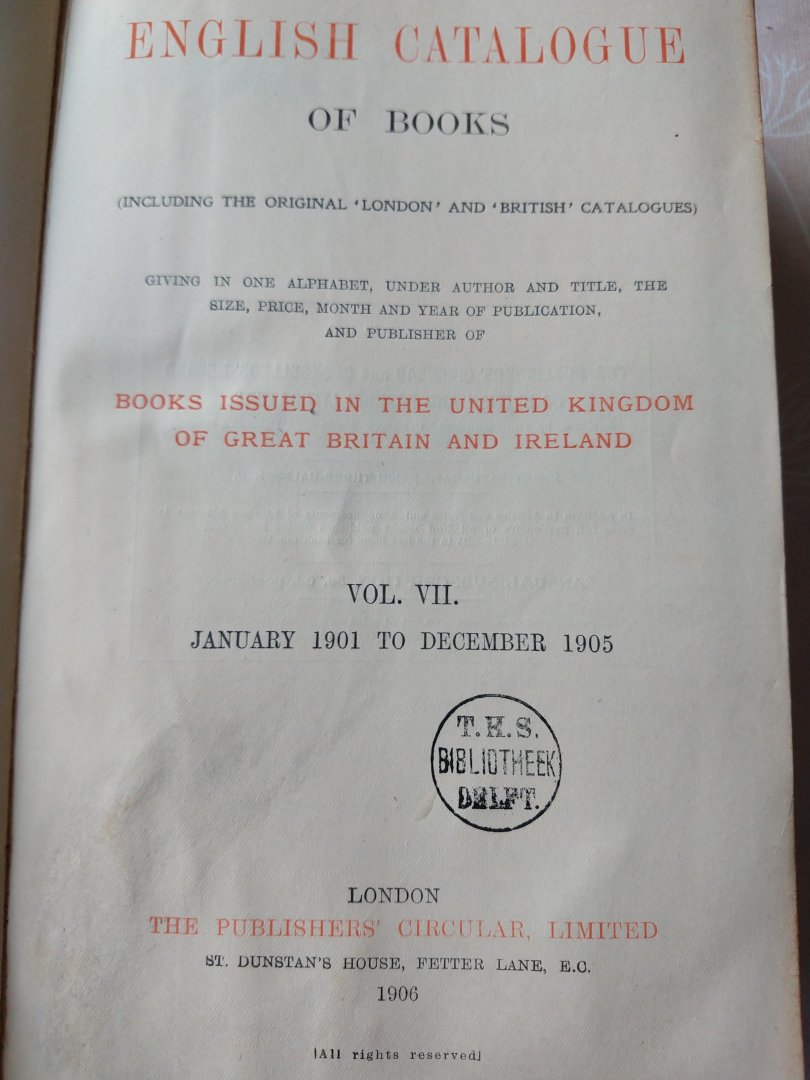 ENGLISH CATALOGUE
OF BOOKS
(INCLUDING THE ORIGINAL ‘LONDON’ AND ‘BRITISH’ CATALOGUES)
GIVING IN ONE ALPHABET, UNDER AUTHOR AND TITLE, THE
SIZE, PRICE, MONTH AND YEAR OF PUBLICATION,
AND PUBLISHER OF
BOOKS ISSUED IN THE UNITED KINGDOM
OF GREAT BRITAIN AND IRELAND
VOL. VII.
JANUARY 1901 TO DECEMBER 1905
T.H.S.
BIBLIOTHEEK
DELFT.
LONDON
THE PUBLISHERS’ CIRCULAR, LIMITED
ST. DUNSTAN’S HOUSE, FETTER LANE, E.C.
1906
[All rights reserved]